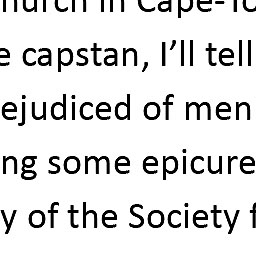 hurch in Cape-To
e capstan, I’ll tell
ejudiced of men
ng some epicure
y of the Society f